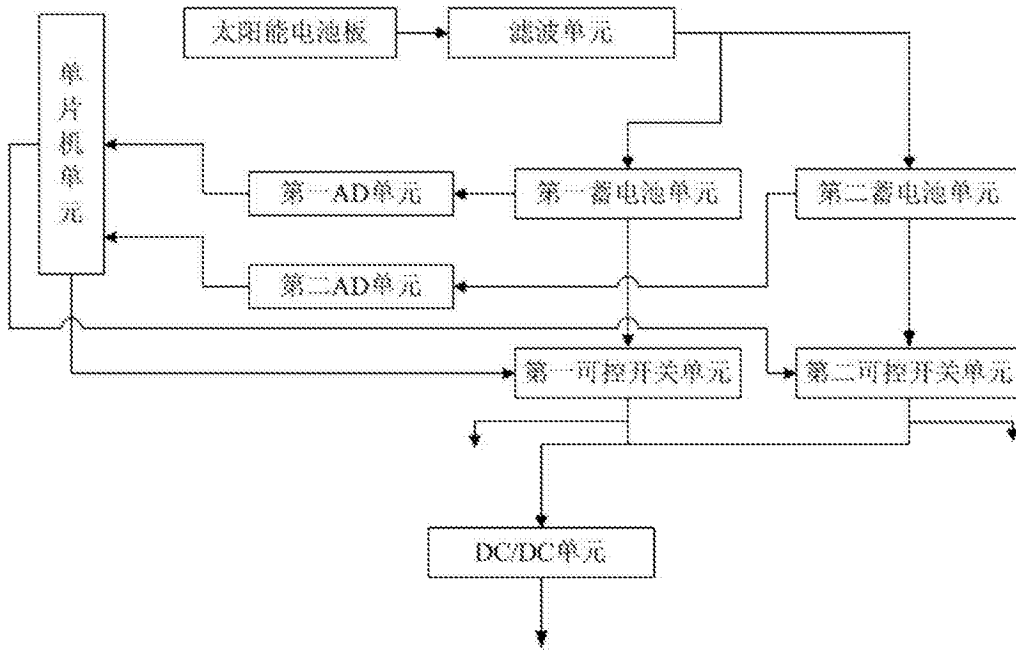 太阳能电池板
滤波单元
单片机单元
第一AD单元
第一蓄电池单元
第二蓄电池单元
第二AD单元
第一可控开关单元
第二可控开关单元
DC/DC单元